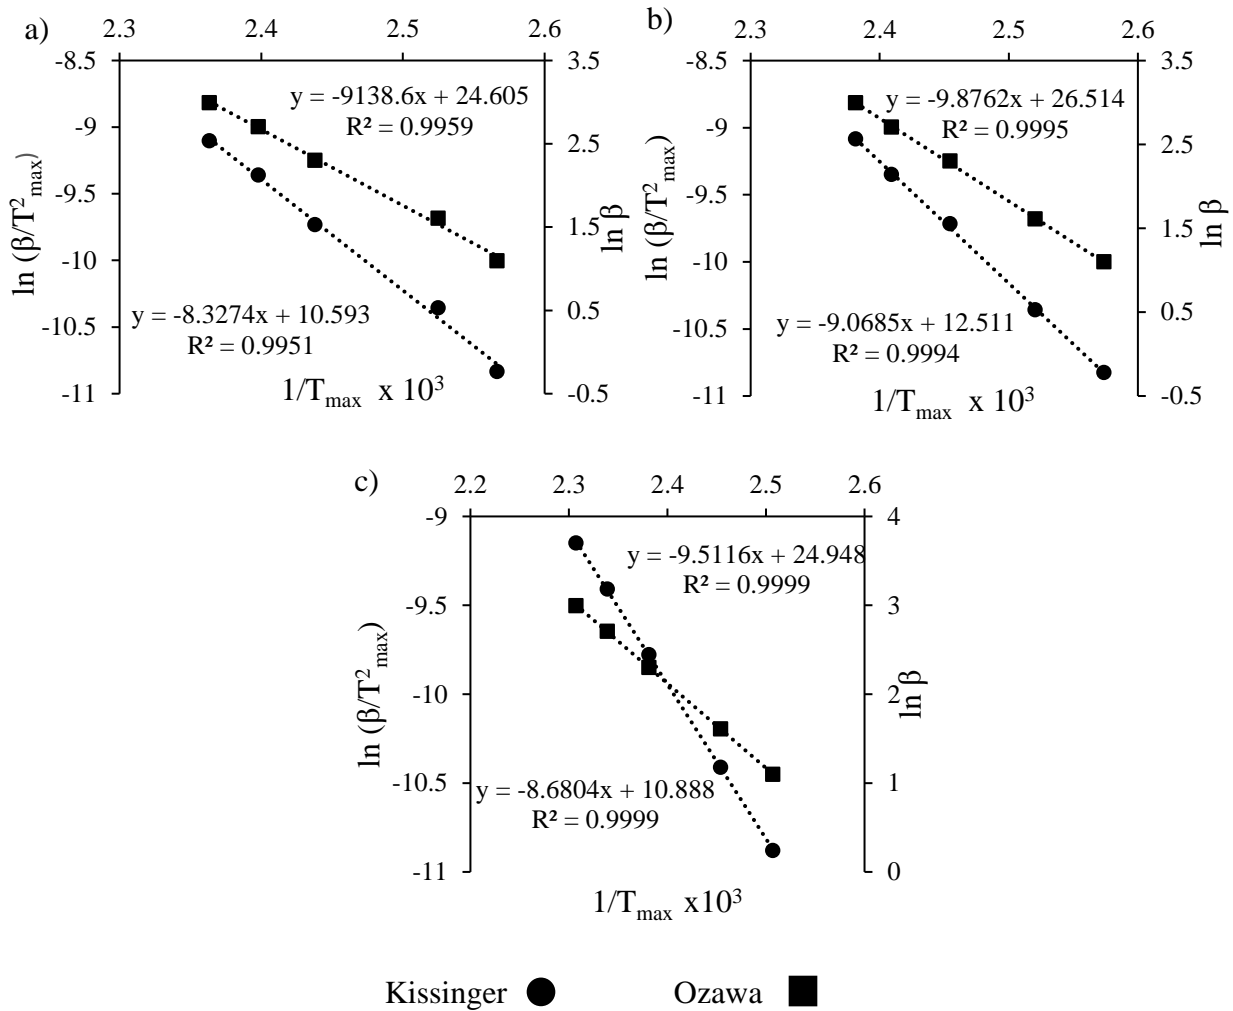 a)
2.3 2.4 2.5 2.6
-8.5
-9
-9.5
-10
-10.5
-11
ln (β/T²max)
3.5
2.5
1.5
0.5
-0.5
ln β
y = -9138.6x + 24.605
R² = 0.9959
y = -8.3274x + 10.593
R² = 0.9951
1/Tmax x 10³
b)
2.3 2.4 2.5 2.6
-8.5
-9
-9.5
-10
-10.5
-11
ln (β/T²max)
3.5
2.5
1.5
0.5
-0.5
ln β
y = -9.8762x + 26.514
R² = 0.9995
y = -9.0685x + 12.511
R² = 0.9994
1/Tmax x 10³
c)
2.2 2.3 2.4 2.5 2.6
-9
-9.5
-10
-10.5
-11
ln (β/T²max)
4
3
2
1
0
ln β
y = -9.5116x + 24.948
R² = 0.9999
y = -8.6804x + 10.888
R² = 0.9999
1/Tmax x10³
Kissinger Ozawa